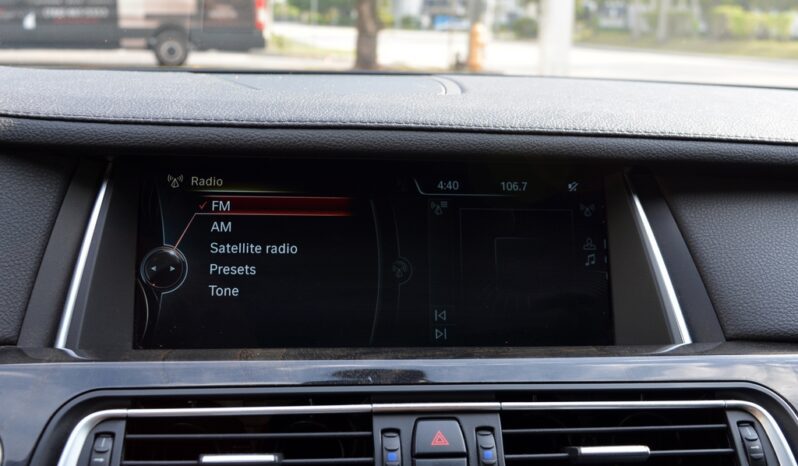 Radio
4:40 106.7
FM
AM
Satellite radio
Presets
Tone